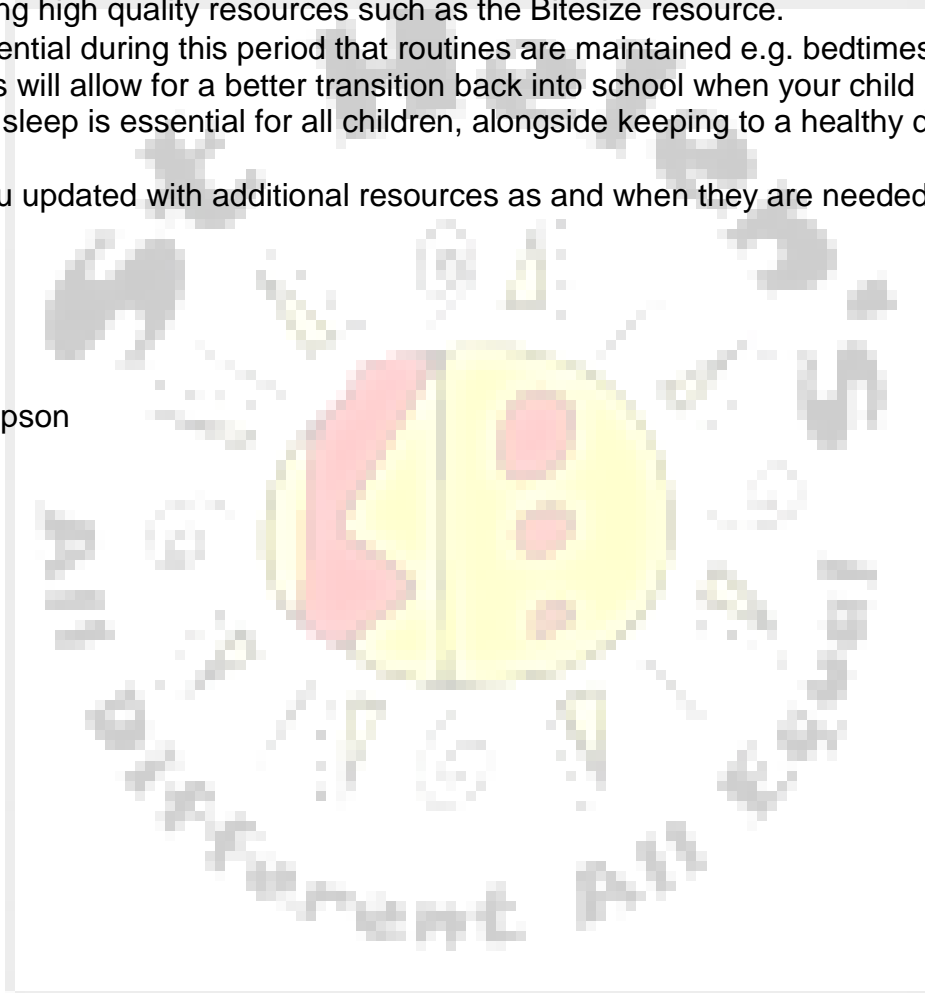 ng high quality resources such as the Bitesize resource.
ential during this period that routines are maintained e.g. bedtimes
s will allow for a better transition back into school when your child
sleep is essential for all children, alongside keeping to a healthy
u updated with additional resources as and when they are needed
pson
St Helen's
All Different All Equal